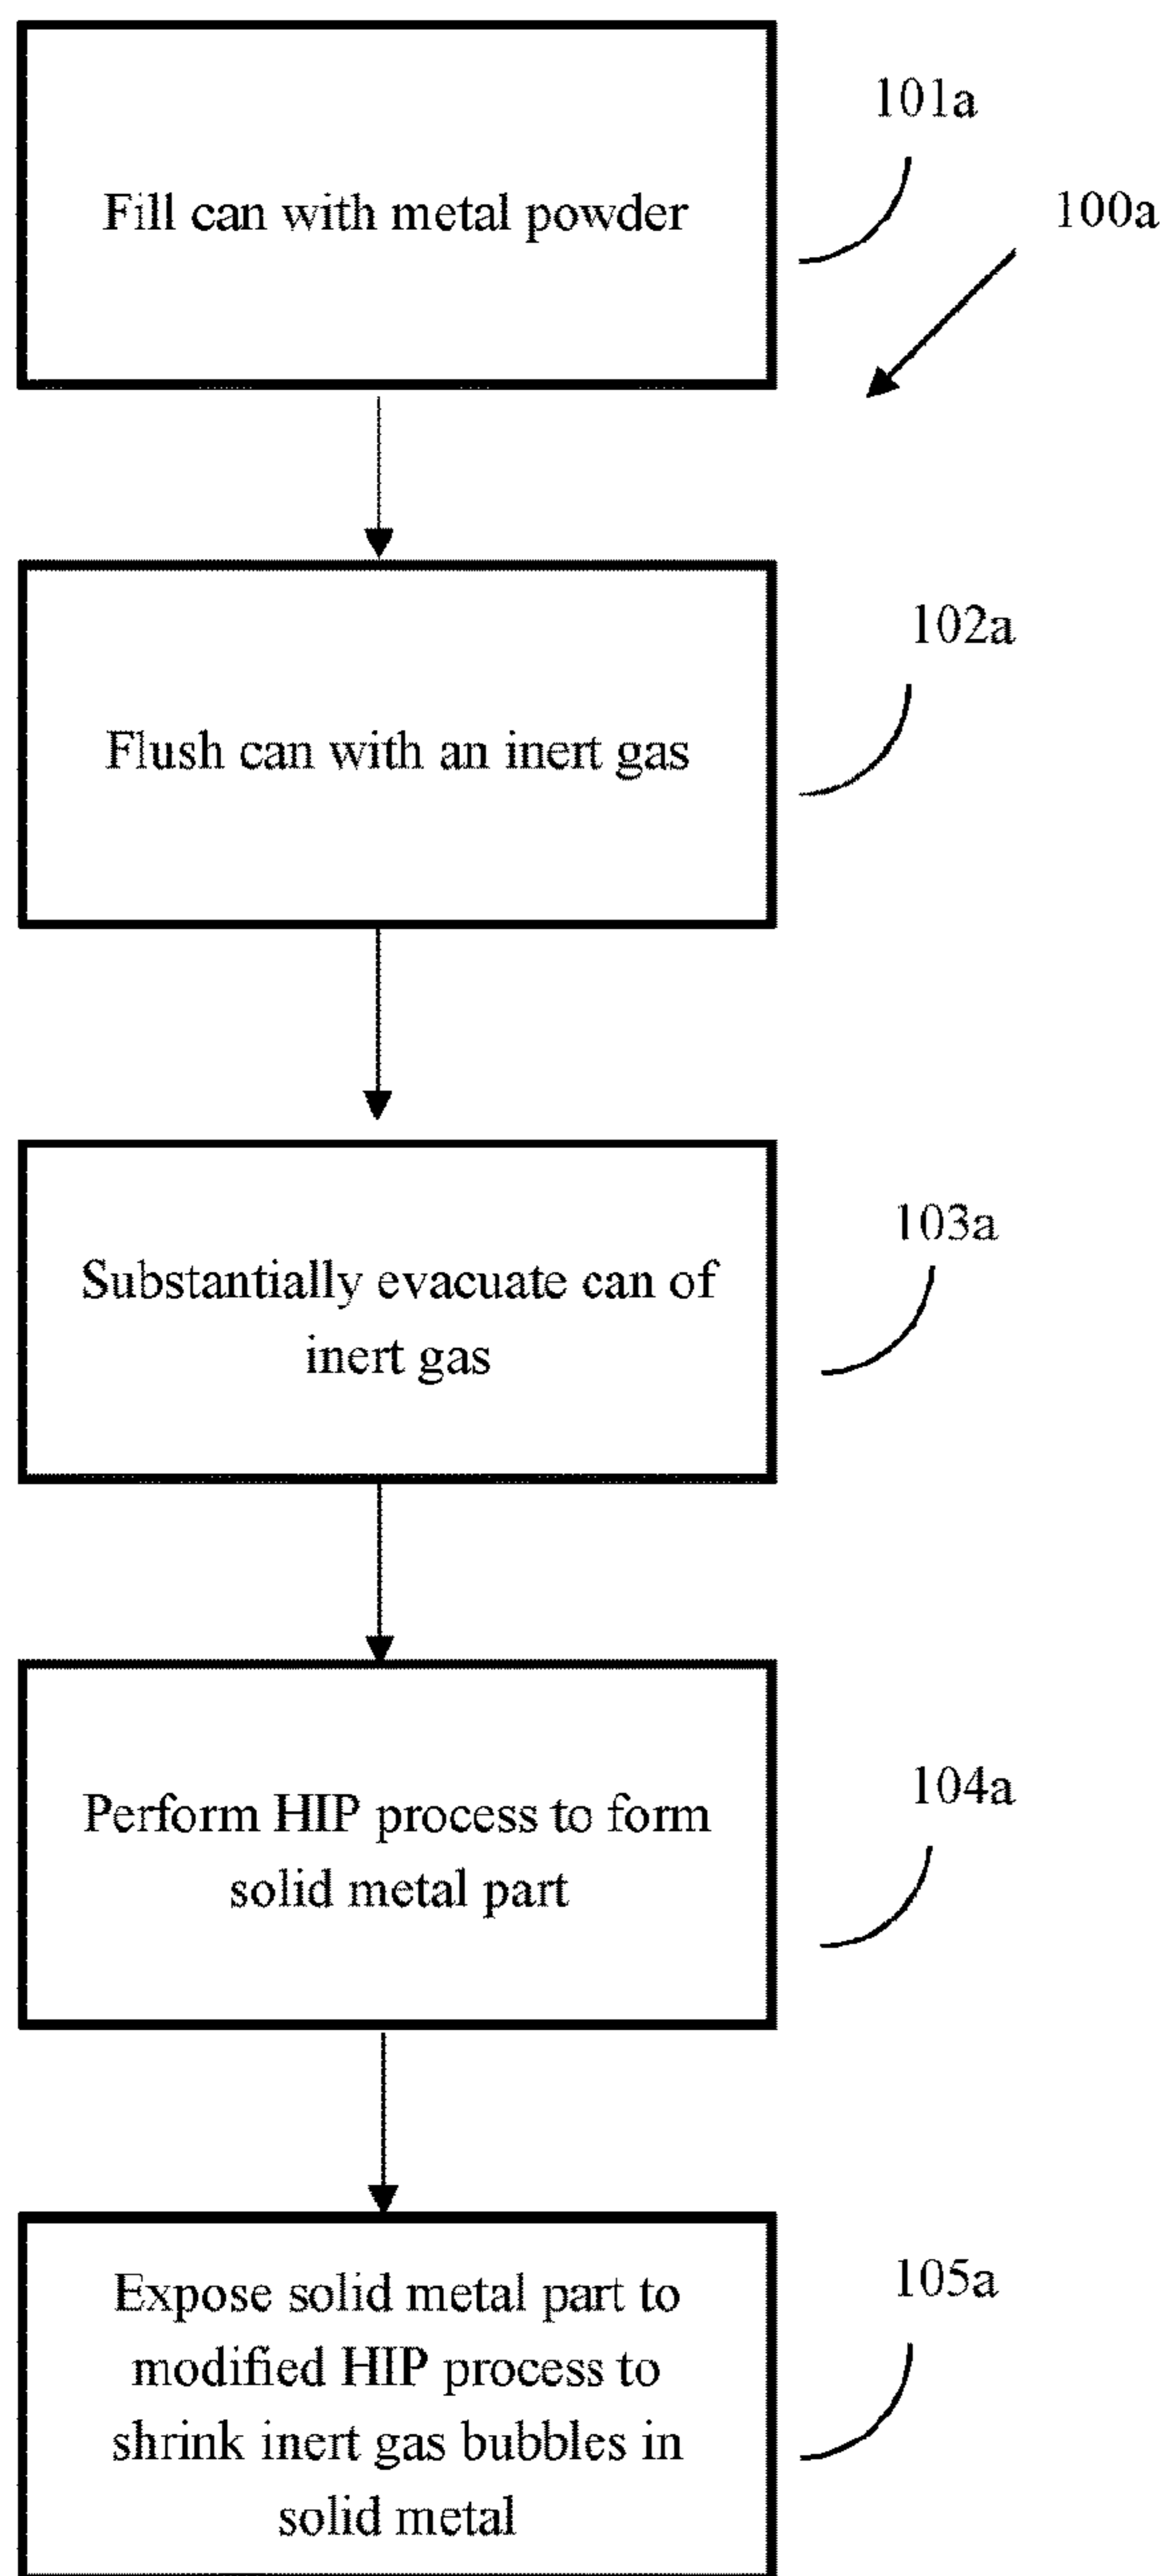 101a
100a
Fill can with metal powder
102a
Flush can with an inert gas
103a
Substantially evacuate can of
inert gas
104a
Perform HIP process to form
solid metal part
105a
Expose solid metal part to
modified HIP process to
shrink inert gas bubbles in
solid metal